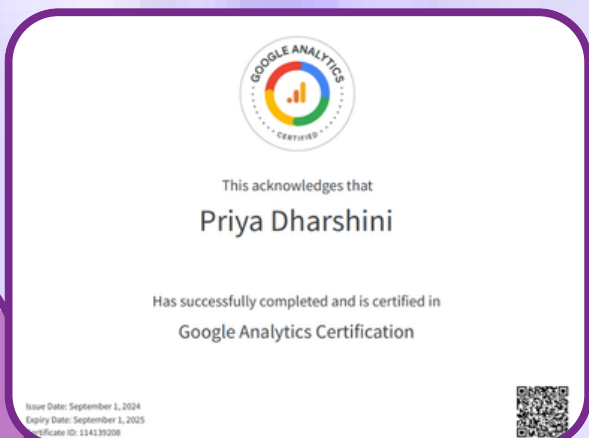 GOOGLE ANALYTICS
CERTIFIED
This acknowledges that
Priya Dharshini
Has successfully completed and is certified in
Google Analytics Certification
Issue Date: September 1, 2024
Expiry Date: September 1, 2025
Certificate ID: 114139208